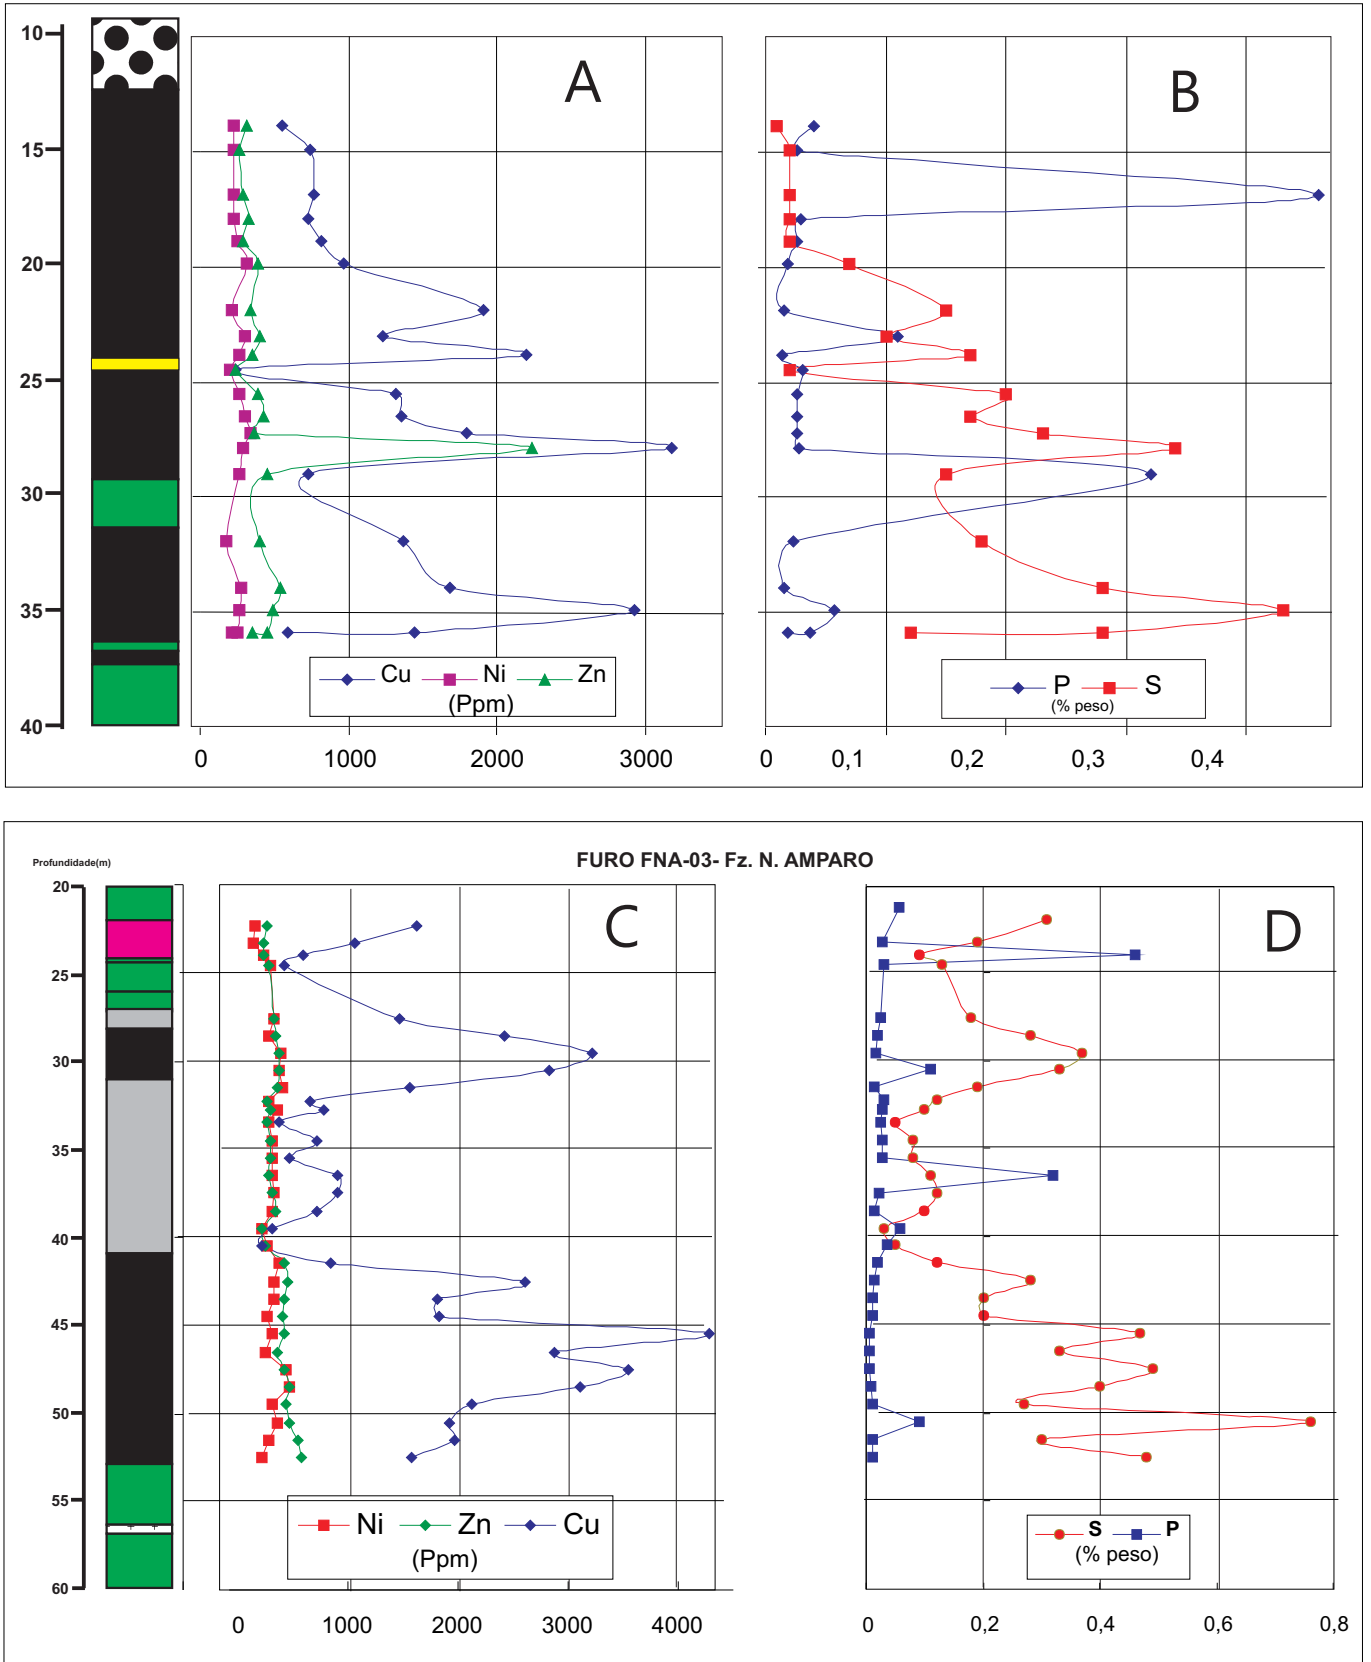 A
B
10
15
20
25
30
35
40
Cu Ni Zn
(Ppm)
P S
(% peso)
0 1000 2000 3000
0 0,1 0,2 0,3 0,4
Profundidade(m)
FURO FNA-03- Fz. N. AMPARO
C
D
20
25
30
35
40
45
50
55
60
Ni Zn Cu
(Ppm)
S P
(% peso)
0 1000 2000 3000 4000
0 0,2 0,4 0,6 0,8